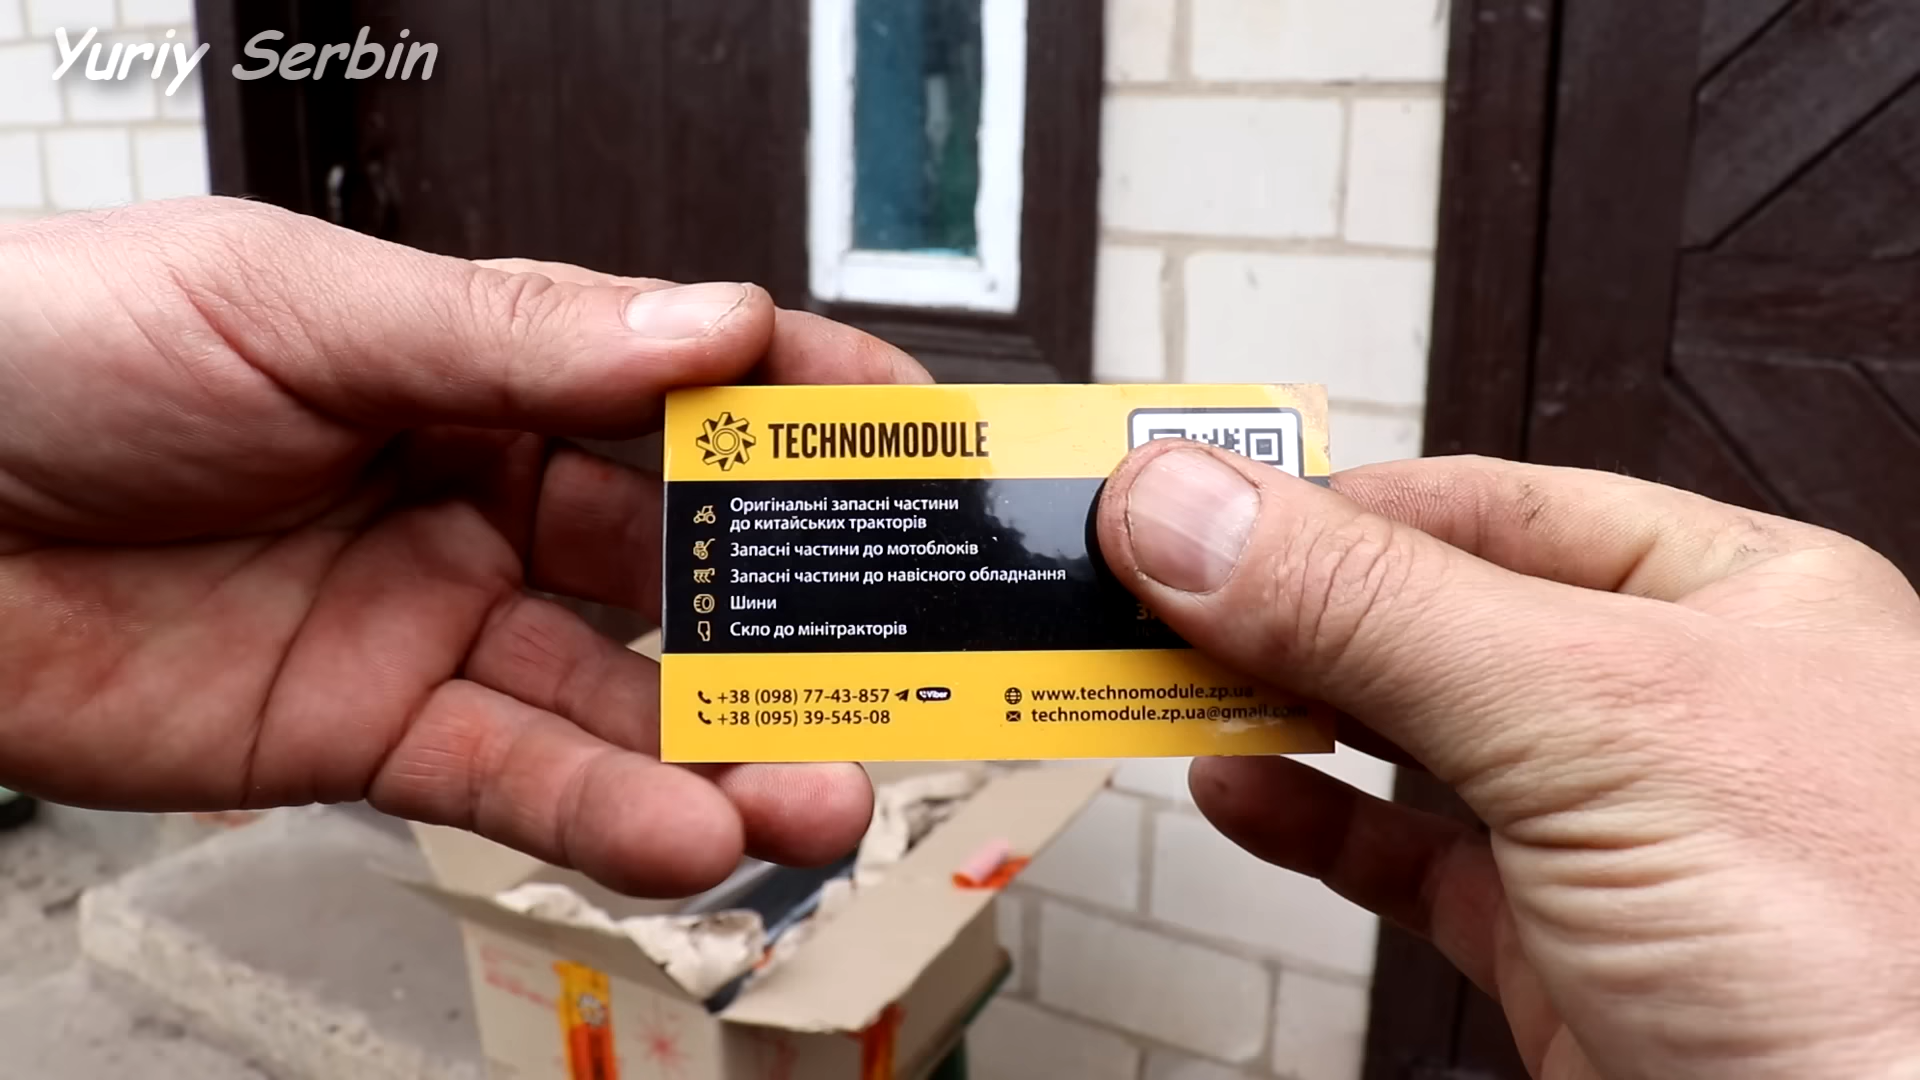 Yuriy Serbin
TECHNOMODULE
Оригінальні запасні частини
до китайських тракторів
Запасні частини до мотоблоків
Запасні частини до навісного обладнання
Шини
Скло до мінітракторів
+38 (098) 77-43-857 Viber
+38 (095) 39-545-08
www.technomodule.zp.ua
technomodule.zp.ua@gmail.com